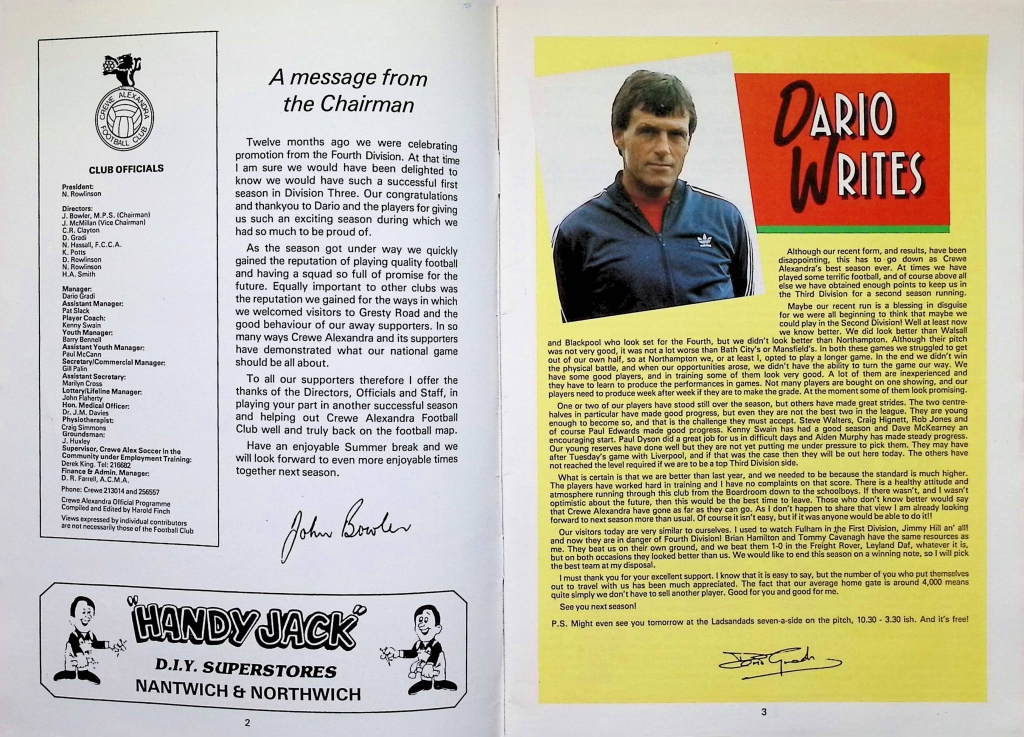 CREWE ALEXANDRA
FOOTBALL CLUB
CLUB OFFICIALS
President:
N. Rowlinson
Directors:
J. Bowler, M.P.S. (Chairman)
J. McMillan (Vice Chairman)
C.R. Clayton
D. Gradi
N. Hassall, F.C.C.A.
K. Potts
D. Rowlinson
N. Rowlinson
H.A. Smith
Manager:
Dario Gradi
Assistant Manager:
Pat Slack
Player Coach:
Kenny Swain
Youth Manager:
Barry Bennell
Assistant Youth Manager:
Paul McCann
Secretary/Commercial Manager:
Gill Palin
Assistant Secretary:
Marilyn Cross
Lottery/Lifeline Manager:
John Flaherty
Hon. Medical Officer:
Dr. J.M. Davies
Physiotherapist:
Craig Simmons
Groundsman:
J. Huxley
Supervisor, Crewe Alex Soccer in the
Community under Employment Training:
Derek King. Tel: 216682
Finance & Admin. Manager:
D. R. Farrell, A.C.M.A.
Phone: Crewe 213014 and 256557
Crewe Alexandra Official Programme
Compiled and Edited by Harold Finch
Views expressed by individual contributors
are not necessarily those of the Football Club
A message from
the Chairman
Twelve months ago we were celebrating
promotion from the Fourth Division. At that time
I am sure we would have been delighted to
know we would have such a successful first
season in Division Three. Our congratulations
and thankyou to Dario and the players for giving
us such an exciting season during which we
had so much to be proud of.
As the season got under way we quickly
gained the reputation of playing quality football
and having a squad so full of promise for the
future. Equally important to other clubs was
the reputation we gained for the ways in which
we welcomed visitors to Gresty Road and the
good behaviour of our away supporters. In so
many ways Crewe Alexandra and its supporters
have demonstrated what our national game
should be all about.
To all our supporters therefore I offer the
thanks of the Directors, Officials and Staff, in
playing your part in another successful season
and helping out Crewe Alexandra Football
Club well and truly back on the football map.
Have an enjoyable Summer break and we
will look forward to even more enjoyable times
together next season.
John Bowler
"HANDY JACK"
D.I.Y. SUPERSTORES
NANTWICH & NORTHWICH
2
DARIO
WRITES
Although our recent form, and results, have been
disappointing, this has to go down as Crewe
Alexandra's best season ever. At times we have
played some terrific football, and of course above all
else we have obtained enough points to keep us in
the Third Division for a second season running.
Maybe our recent run is a blessing in disguise
for we were all beginning to think that maybe we
could play in the Second Division! Well at least now
we know better. We did look better than Walsall
and Blackpool who look set for the Fourth, but we didn't look better than Northampton. Although their pitch
was not very good, it was not a lot worse than Bath City's or Mansfield's. In both these games we struggled to get
out of our own half, so at Northampton we, or at least I, opted to play a longer game. In the end we didn't win
the physical battle, and when our opportunities arose, we didn't have the ability to turn the game our way. We
have some good players, and in training some of them look very good. A lot of them are inexperienced and
they have to learn to produce the performances in games. Not many players are bought on one showing, and our
players need to produce week after week if they are to make the grade. At the moment some of them look promising.
One or two of our players have stood still over the season, but others have made great strides. The two centre
halves in particular have made good progress, but even they are not the best two in the league. They are young
enough to become so, and that is the challenge they must accept. Steve Walters, Craig Hignett, Rob Jones and
of course Paul Edwards made good progress. Kenny Swain has had a good season and Dave McKearney an
encouraging start. Paul Dyson did a great job for us in difficult days and Aiden Murphy has made steady progress.
Our young reserves have done well but they are not yet putting me under pressure to pick them. They may have
after Tuesday's game with Liverpool, and if that was the case then they will be out here today. The others have
not reached the level required if we are to be a top Third Division side.
What is certain is that we are better than last year, and we needed to be because the standard is much higher.
The players have worked hard in training and I have no complaints on that score. There is a healthy attitude and
atmosphere running through this club from the Boardroom down to the schoolboys. If there wasn't, and I wasn't
optimistic about the future, then this would be the best time to leave. Those who don't know better would say
that Crewe Alexandra have gone as far as they can go. As I don't happen to share that view I am already looking
forward to next season more than usual. Of course it isn't easy, but if it was anyone would be able to do it!!
Our visitors today are very similar to ourselves. I used to watch Fulham in the First Division, Jimmy Hill an' all!
and now they are in danger of Fourth Division! Brian Hamilton and Tommy Cavanagh have the same resources as
me. They beat us on their own ground, and we beat them 1-0 in the Freight Rover, Leyland Daf, whatever it is,
but on both occasions they looked better than us. We would like to end this season on a winning note, so I will pick
the best team at my disposal.
I must thank you for your excellent support. I know that it is easy to say, but the number of you who put themselves
out to travel with us has been much appreciated. The fact that our average home gate is around 4,000 means
quite simply we don't have to sell another player. Good for you and good for me.
See you next season!
P.S. Might even see you tomorrow at the Ladsandads seven-a-side on the pitch, 10.30 - 3.30 ish. And it's free!
Dario Gradi
3